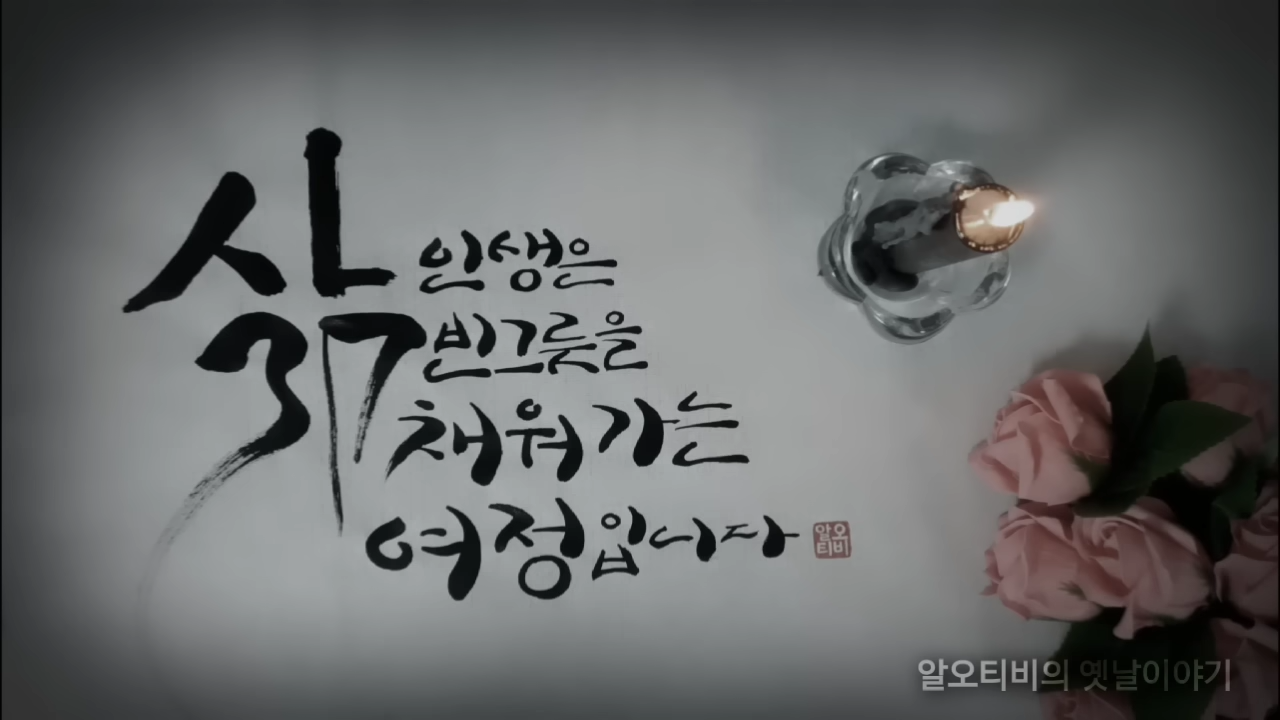 삶
인생은
빈그릇을
채워가는
여정입니다
알오
티비
알오티비의 옛날이야기